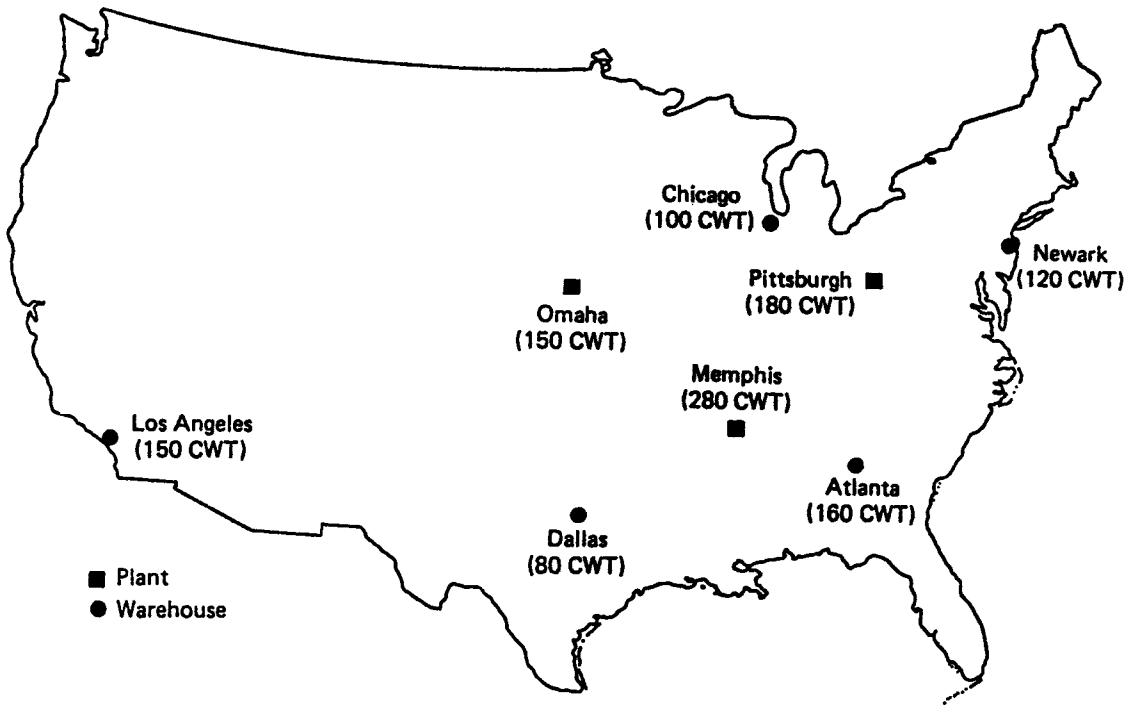 Chicago
(100 CWT)
Newark
(120 CWT)
Pittsburgh
(180 CWT)
Omaha
(150 CWT)
Memphis
(280 CWT)
Los Angeles
(150 CWT)
Atlanta
(160 CWT)
Dallas
(80 CWT)
Plant
Warehouse